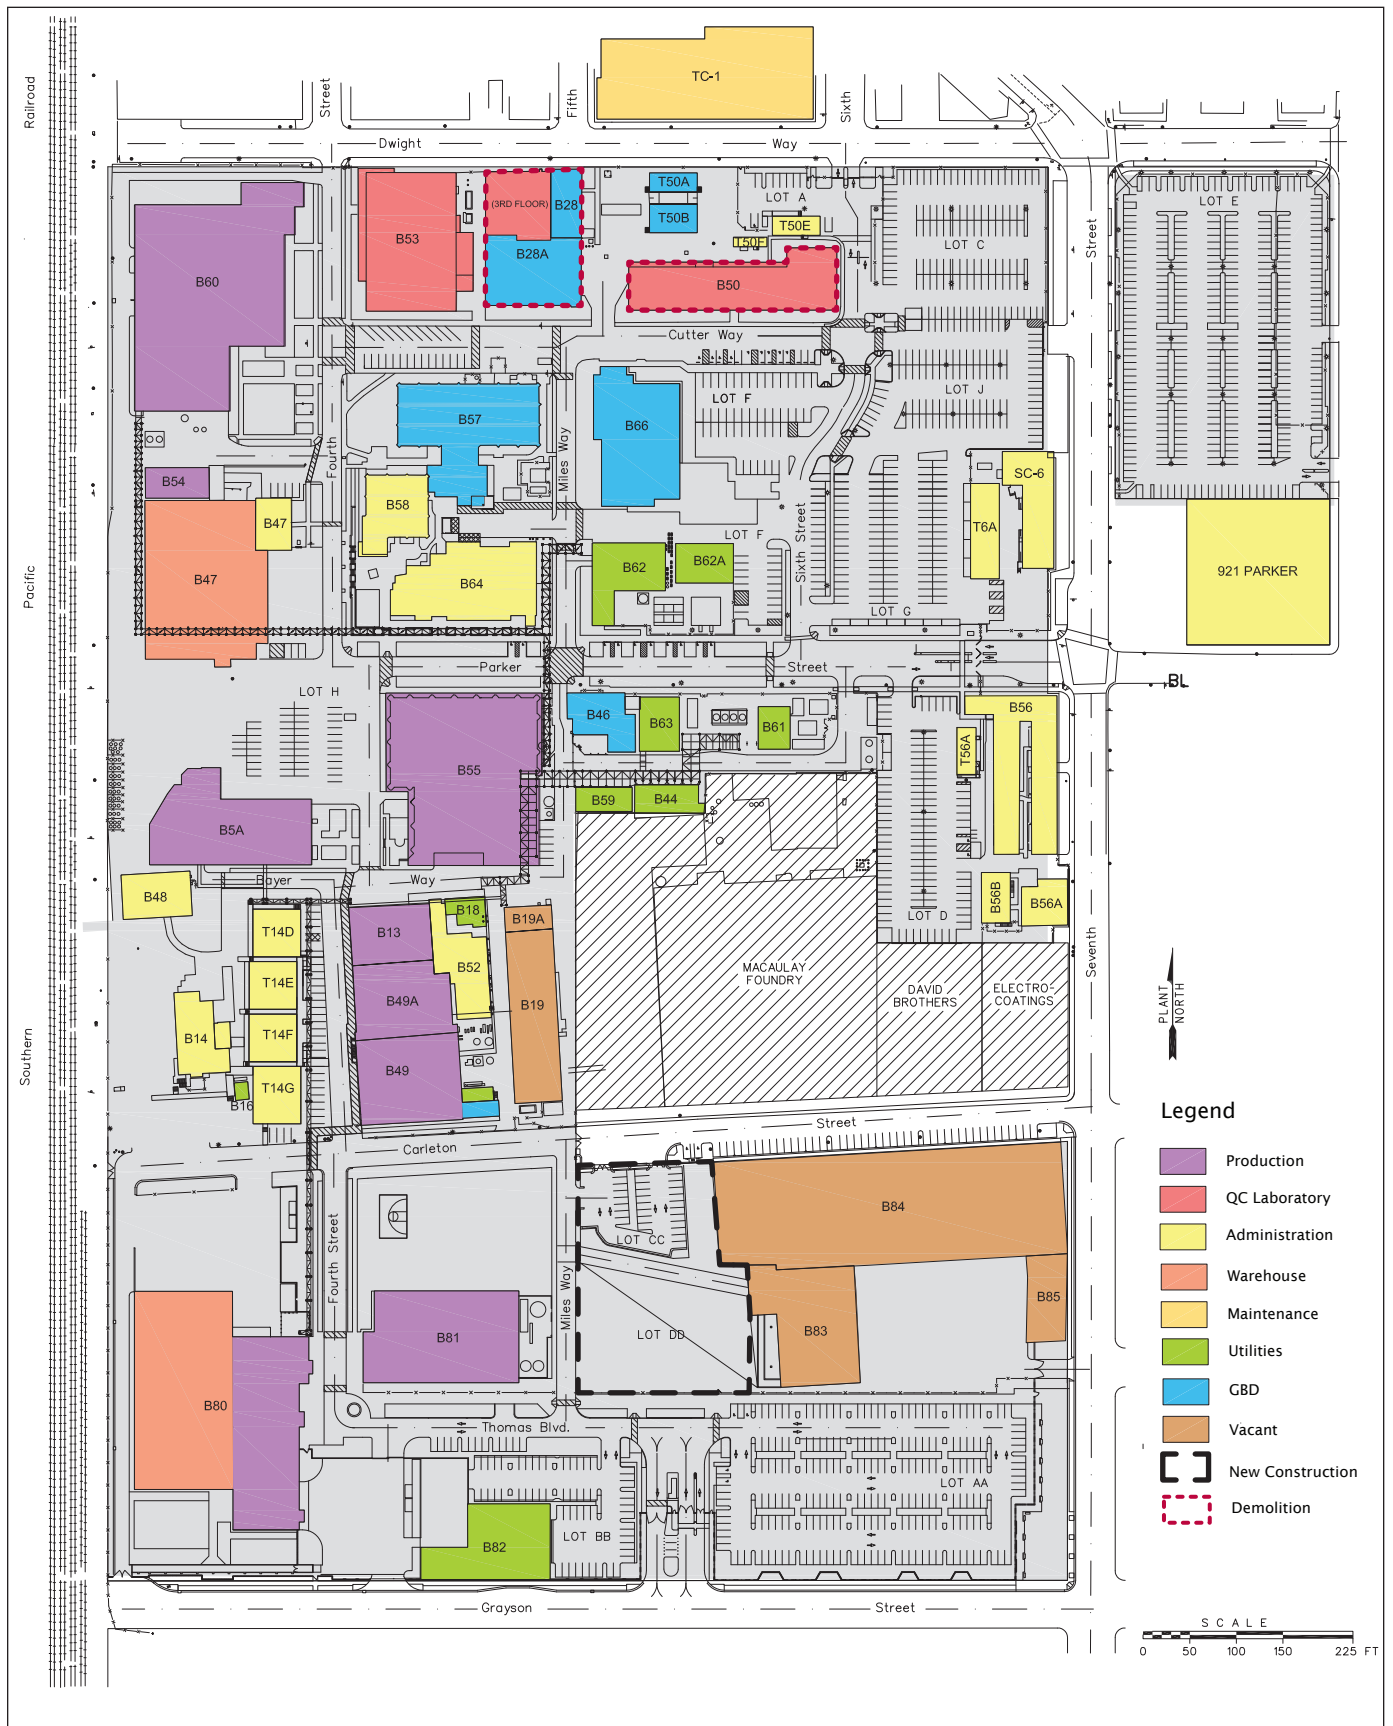 TC-1
Railroad
Street
Fifth
Sixth
Dwight
Way
T50A
T50B
LOT A
T50E
T50F
LOT C
LOT E
Street
(3RD FLOOR)
B28
B53
B28A
B50
B60
Cutter Way
LOT F
LOT J
B57
B66
Fourth
Miles Way
B54
B47
B58
SC-6
T6A
Sixth Street
LOT F
B47
B64
B62
B62A
921 PARKER
Pacific
LOT G
Parker
Street
BL
LOT H
B46
B63
B61
B56
T56A
B55
B59
B44
B5A
Bayer
Way
B48
B18
B19A
B56B
B56A
LOT D
T14D
B13
B52
T14E
B49A
B19
MACAULAY
FOUNDRY
DAVID
BROTHERS
ELECTRO-
COATINGS
Seventh
PLANT
NORTH
T14F
B14
B49
T14G
B16
Southern
Street
Carleton
Legend
Production
QC Laboratory
Administration
Warehouse
Maintenance
Utilities
GBD
Vacant
New Construction
Demolition
B84
LOT CC
Fourth Street
Miles Way
B85
B81
LOT DD
B83
B80
Thomas Blvd.
LOT AA
LOT BB
B82
Grayson
Street
SCALE
0 50 100 150 225 FT